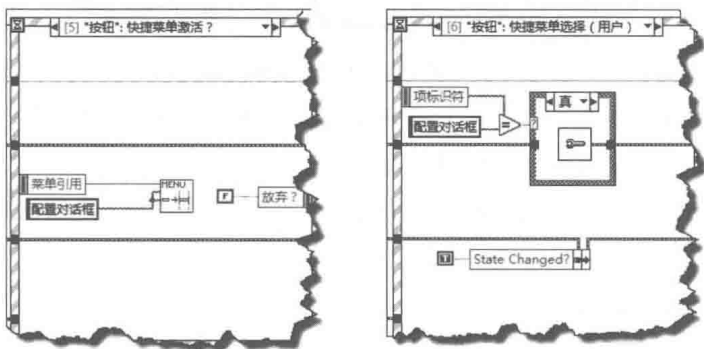 [5] "按钮": 快捷菜单激活？
菜单引用
配置对话框
MENU
F
放弃？
[6] "按钮": 快捷菜单选择（用户）
项标识符
配置对话框
=
?
真
T
State Changed?